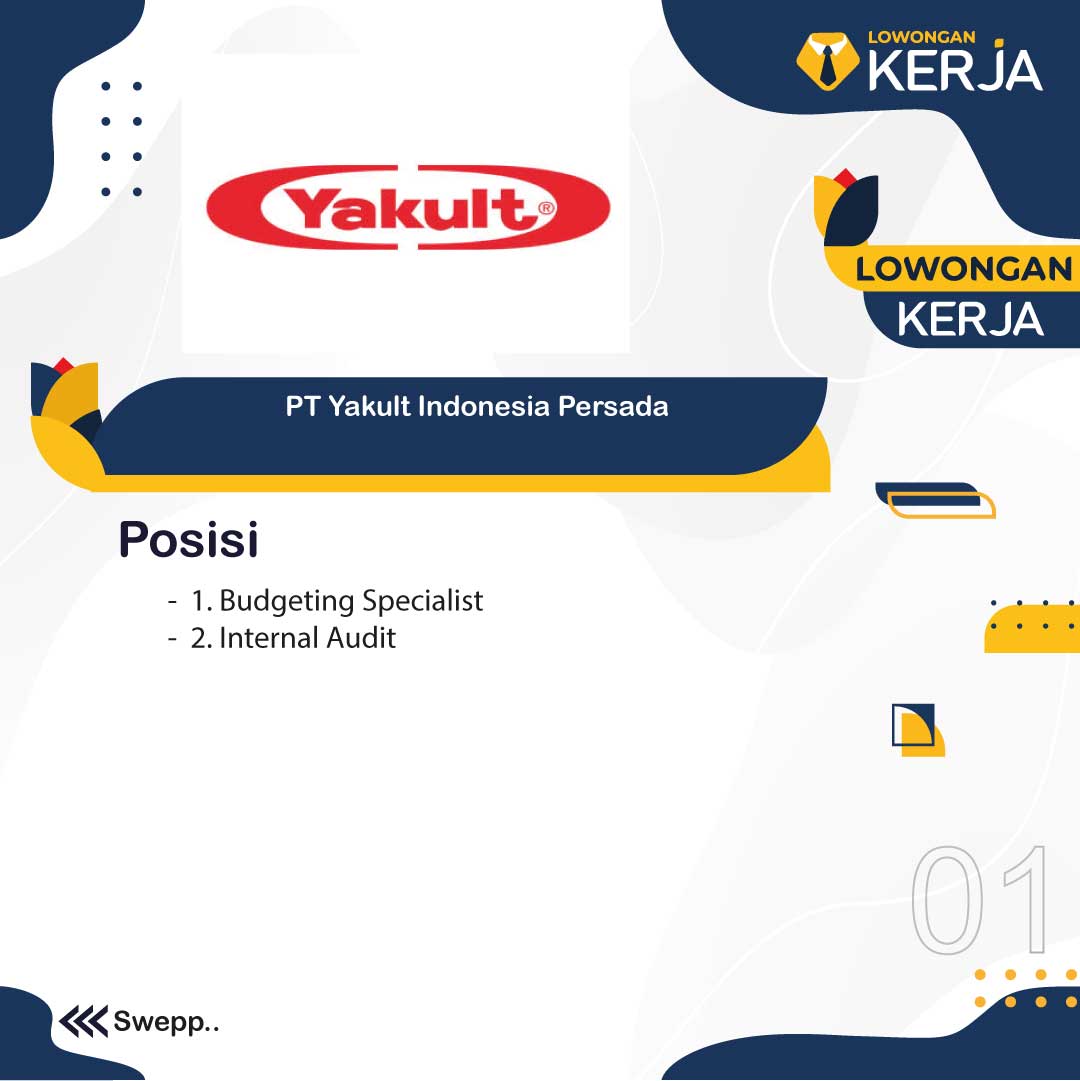 LOWONGAN
KERJA
Yakult®
LOWONGAN
KERJA
PT Yakult Indonesia Persada
Posisi
- 1. Budgeting Specialist
- 2. Internal Audit
01
Swepp..